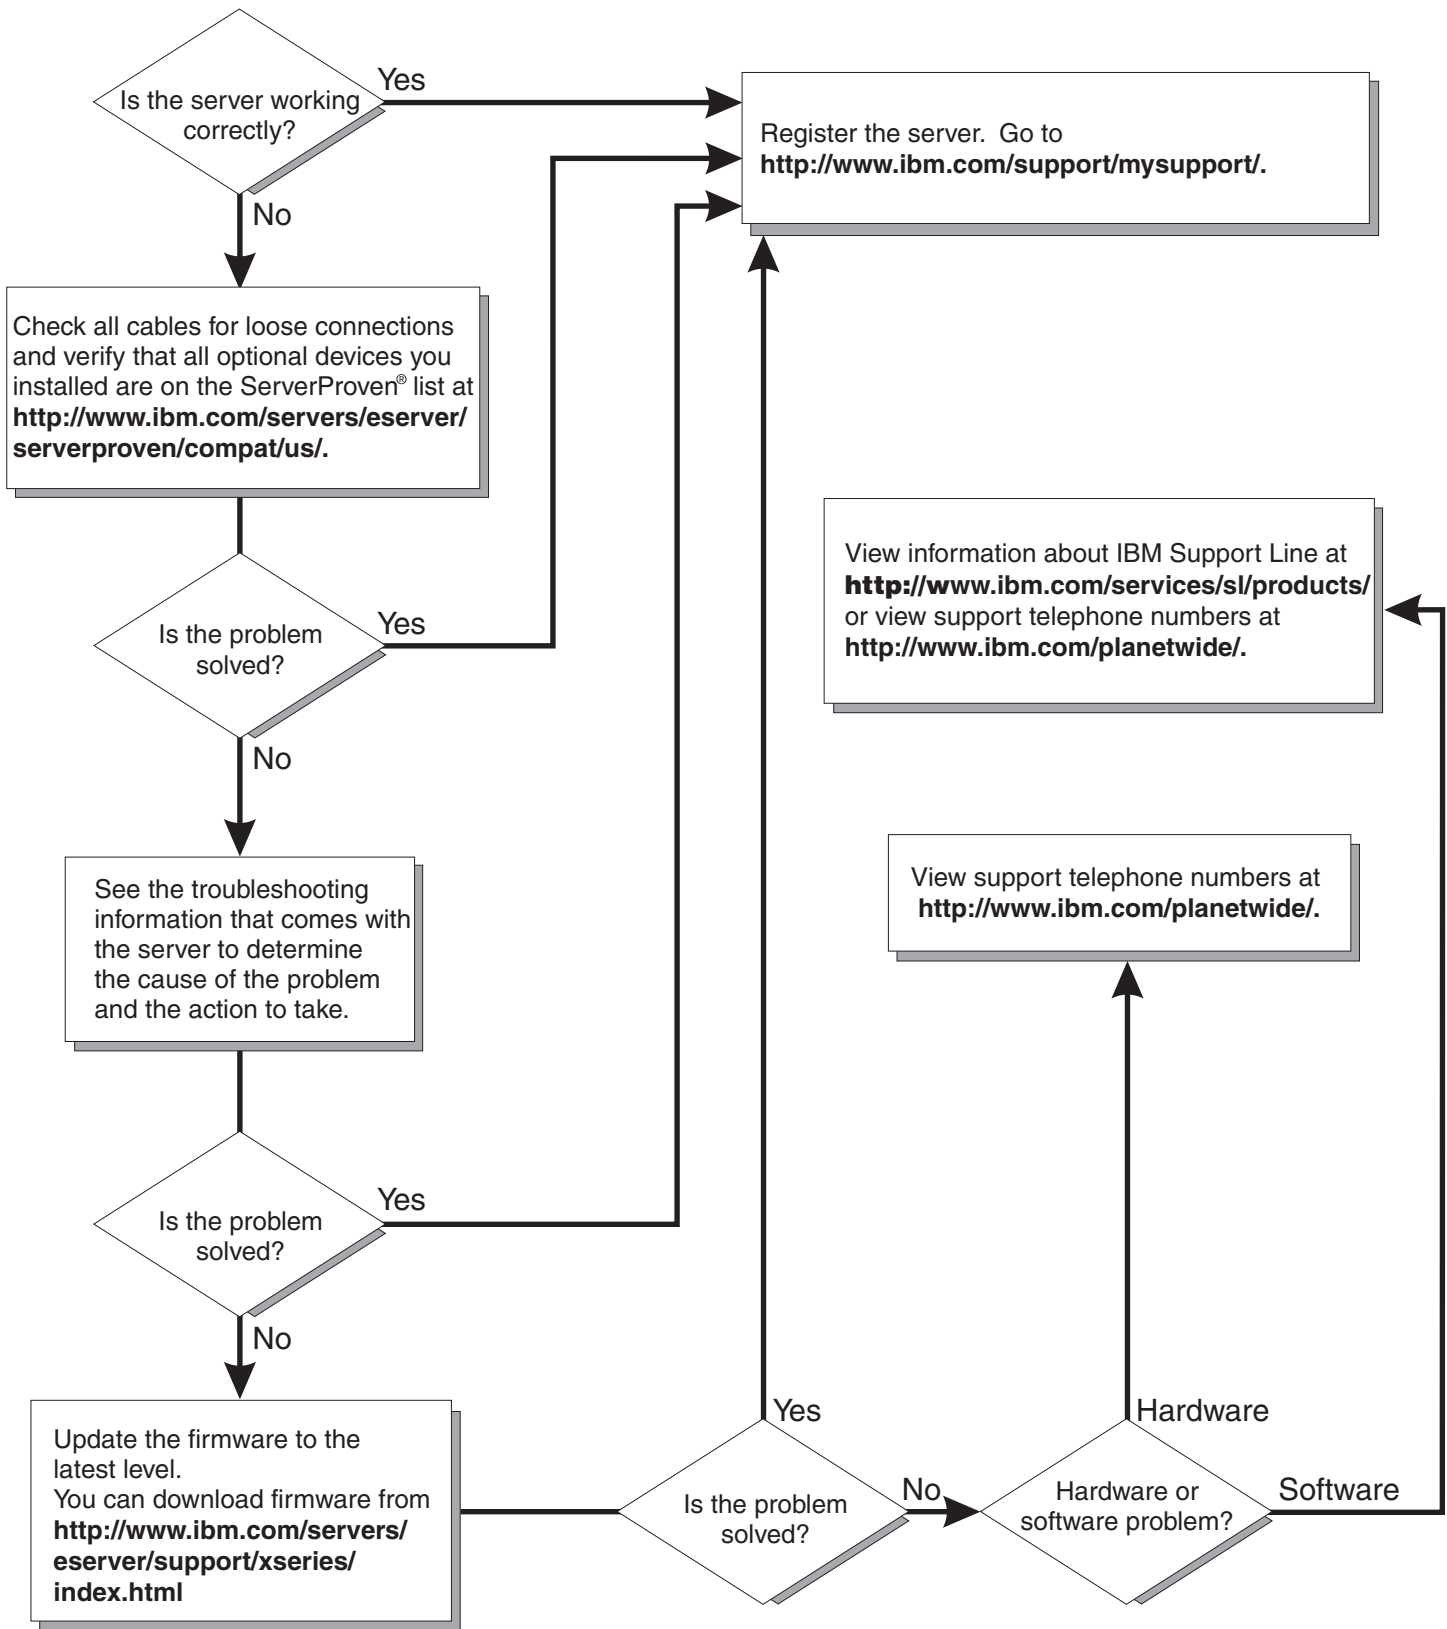 Is the server working
correctly?
Yes
No
Register the server.  Go to
http://www.ibm.com/support/mysupport/.
Check all cables for loose connections
and verify that all optional devices you
installed are on the ServerProven® list at
http://www.ibm.com/servers/eserver/
serverproven/compat/us/.
Is the problem
solved?
Yes
No
View information about IBM Support Line at
http://www.ibm.com/services/sl/products/
or view support telephone numbers at
http://www.ibm.com/planetwide/.
See the troubleshooting
information that comes with
the server to determine
the cause of the problem
and the action to take.
View support telephone numbers at
http://www.ibm.com/planetwide/.
Is the problem
solved?
Yes
No
Update the firmware to the
latest level.
You can download firmware from
http://www.ibm.com/servers/
eserver/support/xseries/
index.html
Is the problem
solved?
Yes
No
Hardware or
software problem?
Hardware
Software